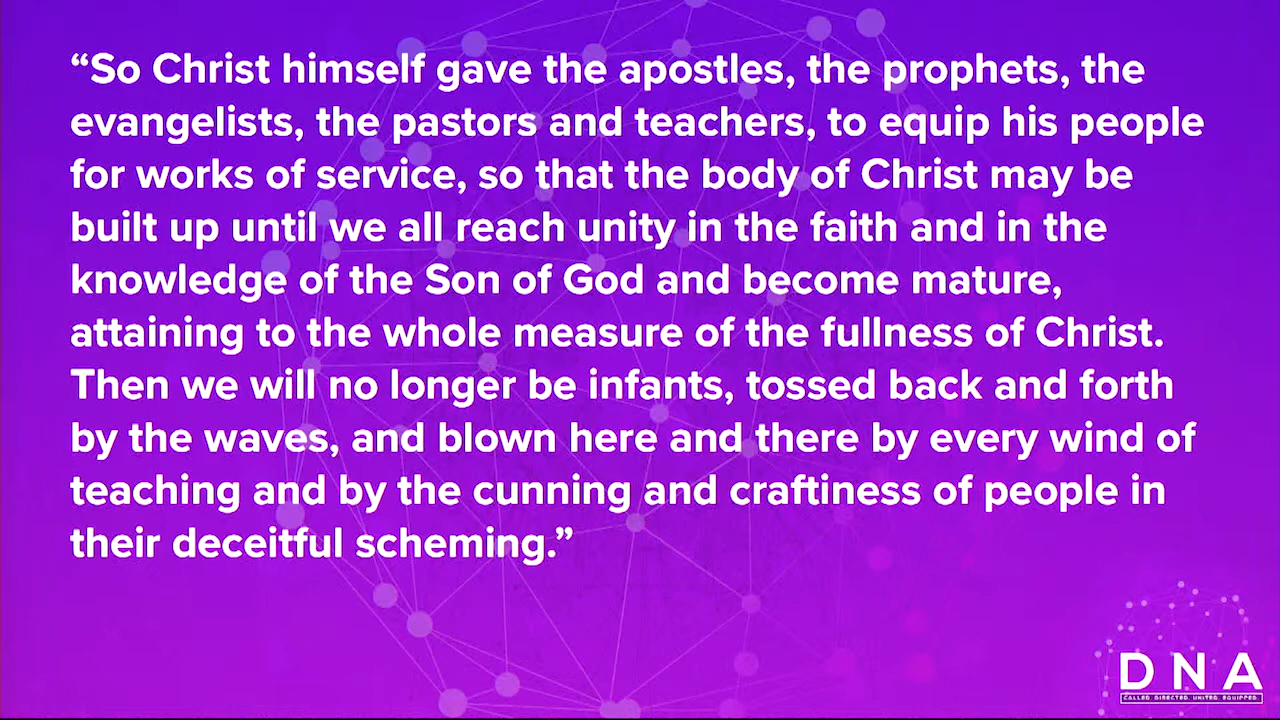 “So Christ himself gave the apostles, the prophets, the
evangelists, the pastors and teachers, to equip his people
for works of service, so that the body of Christ may be
built up until we all reach unity in the faith and in the
knowledge of the Son of God and become mature,
attaining to the whole measure of the fullness of Christ.
Then we will no longer be infants, tossed back and forth
by the waves, and blown here and there by every wind of
teaching and by the cunning and craftiness of people in
their deceitful scheming.”
DNA
CALLED. DIRECTED. UNITED. EQUIPPED.